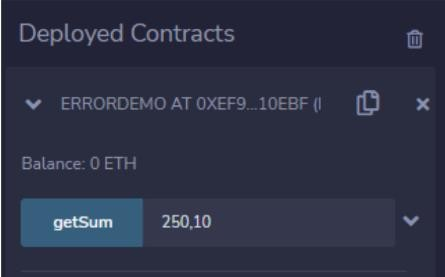 Deployed Contracts
ERRORDEMO AT 0XEF9...10EBF (
Balance: 0 ETH
getSum 250,10